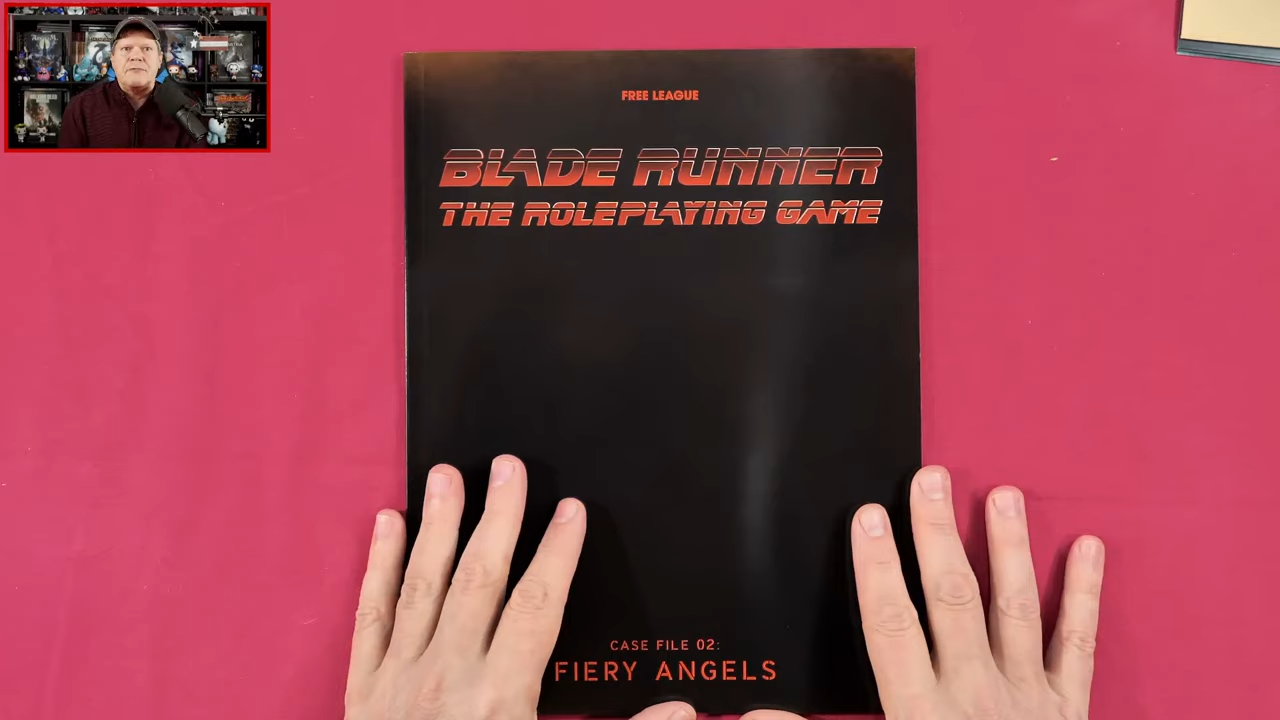 FREE LEAGUE
BLADE RUNNER
THE ROLEPLAYING GAME
CASE FILE 02:
FIERY ANGELS